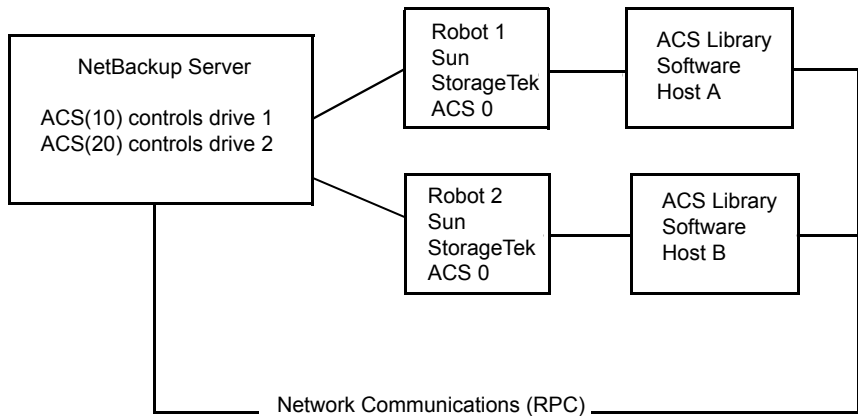 NetBackup Server
ACS(10) controls drive 1
ACS(20) controls drive 2
Robot 1
Sun
StorageTek
ACS 0
ACS Library
Software
Host A
Robot 2
Sun
StorageTek
ACS 0
ACS Library
Software
Host B
Network Communications (RPC)